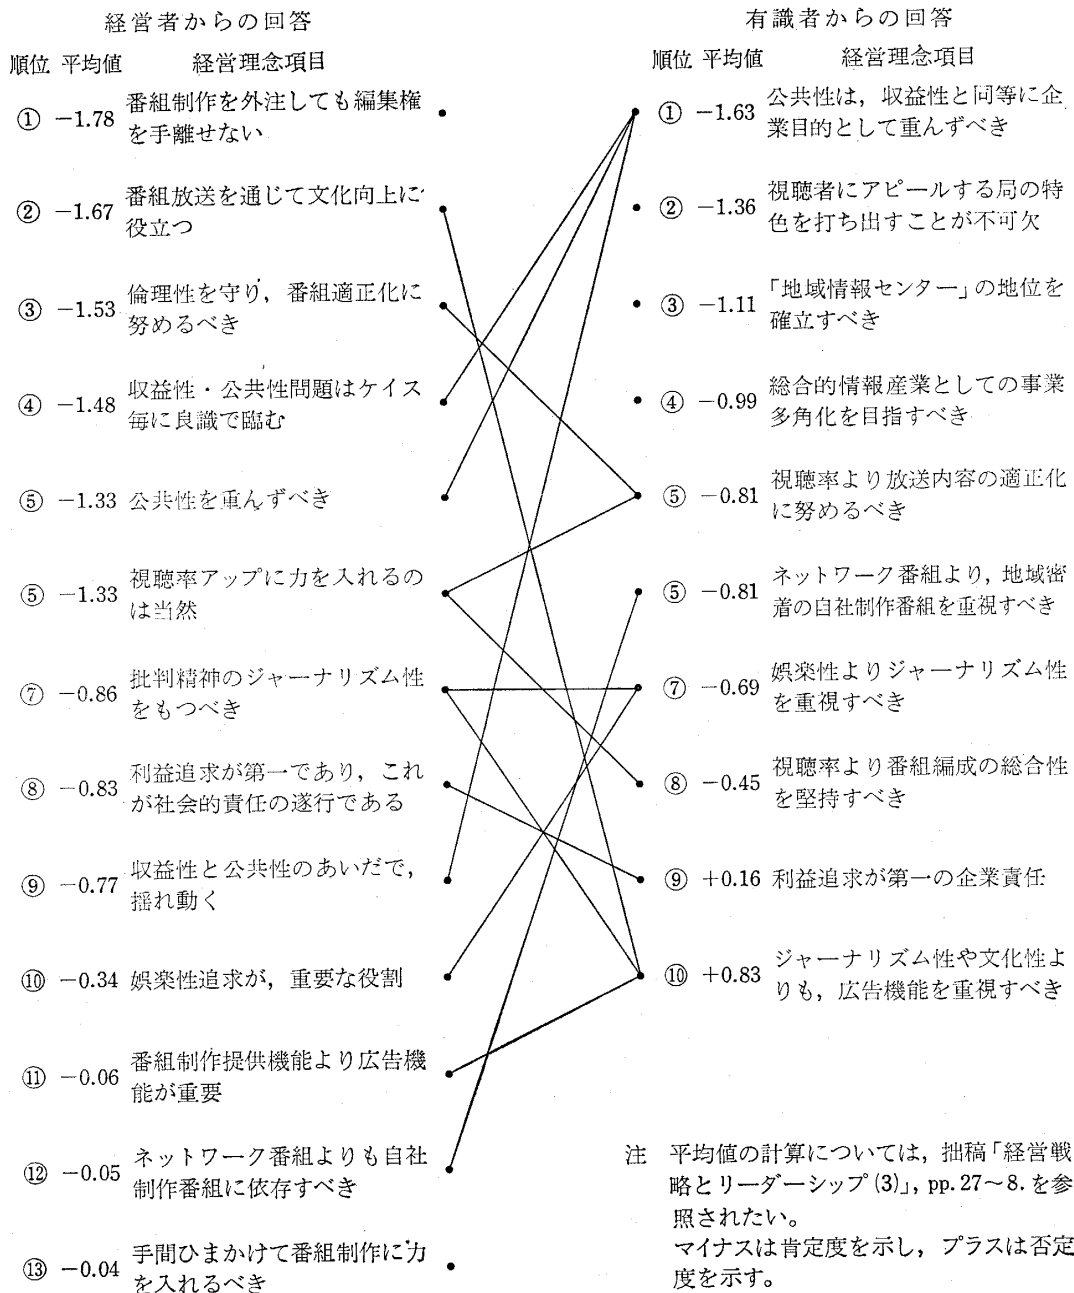 経営者からの回答
順位 平均値 経営理念項目
① −1.78 番組制作を外注しても編集権
を手離せない
② −1.67 番組放送を通じて文化向上に
役立つ
③ −1.53 倫理性を守り，番組適正化に
努めるべき
④ −1.48 収益性・公共性問題はケイス
毎に良識で臨む
⑤ −1.33 公共性を重んずべき
⑤ −1.33 視聴率アップに力を入れるの
は当然
⑦ −0.86 批判精神のジャーナリズム性
をもつべき
⑧ −0.83 利益追求が第一であり，これ
が社会的責任の遂行である
⑨ −0.77 収益性と公共性のあいだで，
揺れ動く
⑩ −0.34 娯楽性追求が，重要な役割
⑪ −0.06 番組制作提供機能より広告機
能が重要
⑫ −0.05 ネットワーク番組よりも自社
制作番組に依存すべき
⑬ −0.04 手間ひまかけて番組制作に力
を入れるべき
有識者からの回答
順位 平均値 経営理念項目
① −1.63 公共性は，収益性と同等に企
業目的として重んずべき
② −1.36 視聴者にアピールする局の特
色を打ち出すことが不可欠
③ −1.11 「地域情報センター」の地位を
確立すべき
④ −0.99 総合的情報産業としての事業
多角化を目指すべき
⑤ −0.81 視聴率より放送内容の適正化
に努めるべき
⑤ −0.81 ネットワーク番組より，地域密
着の自社制作番組を重視すべき
⑦ −0.69 娯楽性よりジャーナリズム性
を重視すべき
⑧ −0.45 視聴率より番組編成の総合性
を堅持すべき
⑨ +0.16 利益追求が第一の企業責任
⑩ +0.83 ジャーナリズム性や文化性よ
りも，広告機能を重視すべき
注 平均値の計算については，拙稿「経営戦
略とリーダーシップ(3)」，pp.27〜8.を参
照されたい。
マイナスは肯定度を示し，プラスは否定
度を示す。